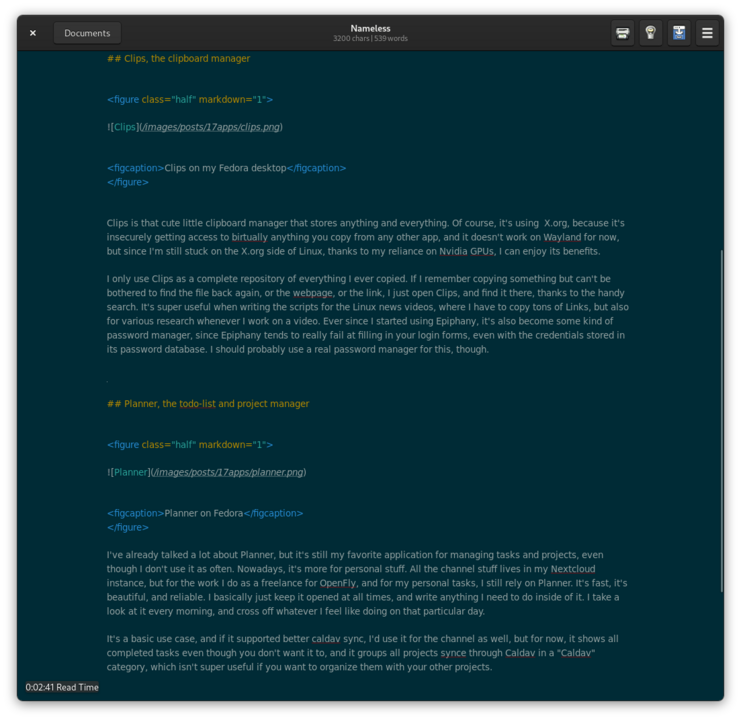 Documents
Nameless
3200 chars | 539 words
## Clips, the clipboard manager
<figure class="half" markdown="1">
![Clips](/images/posts/17apps/clips.png)
<figcaption>Clips on my Fedora desktop</figcaption>
</figure>
Clips is that cute little clipboard manager that stores anything and everything. Of course, it's using  X.org, because it's
insecurely getting access to birtually anything you copy from any other app, and it doesn't work on Wayland for now,
but since I'm still stuck on the X.org side of Linux, thanks to my reliance on Nvidia GPUs, I can enjoy its benefits.
I only use Clips as a complete repository of everything I ever copied. If I remember copying something but can't be
bothered to find the file back again, or the webpage, or the link, I just open Clips, and find it there, thanks to the handy
search. It's super useful when writing the scripts for the Linux news videos, where I have to copy tons of Links, but also
for various research whenever I work on a video. Ever since I started using Epiphany, it's also become some kind of
password manager, since Epiphany tends to really fail at filling in your login forms, even with the credentials stored in
its password database. I should probably use a real password manager for this, though.
.
## Planner, the todo-list and project manager
<figure class="half" markdown="1">
![Planner](/images/posts/17apps/planner.png)
<figcaption>Planner on Fedora</figcaption>
</figure>
I've already talked a lot about Planner, but it's still my favorite application for managing tasks and projects, even
though I don't use it as often. Nowadays, it's more for personal stuff. All the channel stuff lives in my Nextcloud
instance, but for the work I do as a freelance for OpenFly, and for my personal tasks, I still rely on Planner. It's fast, it's
beautiful, and reliable. I basically just keep it opened at all times, and write anything I need to do inside of it. I take a
look at it every morning, and cross off whatever I feel like doing on that particular day.
It's a basic use case, and if it supported better caldav sync, I'd use it for the channel as well, but for now, it shows all
completed tasks even though you don't want it to, and it groups all projects synce through Caldav in a "Caldav"
category, which isn't super useful if you want to organize them with your other projects.
0:02:41 Read Time